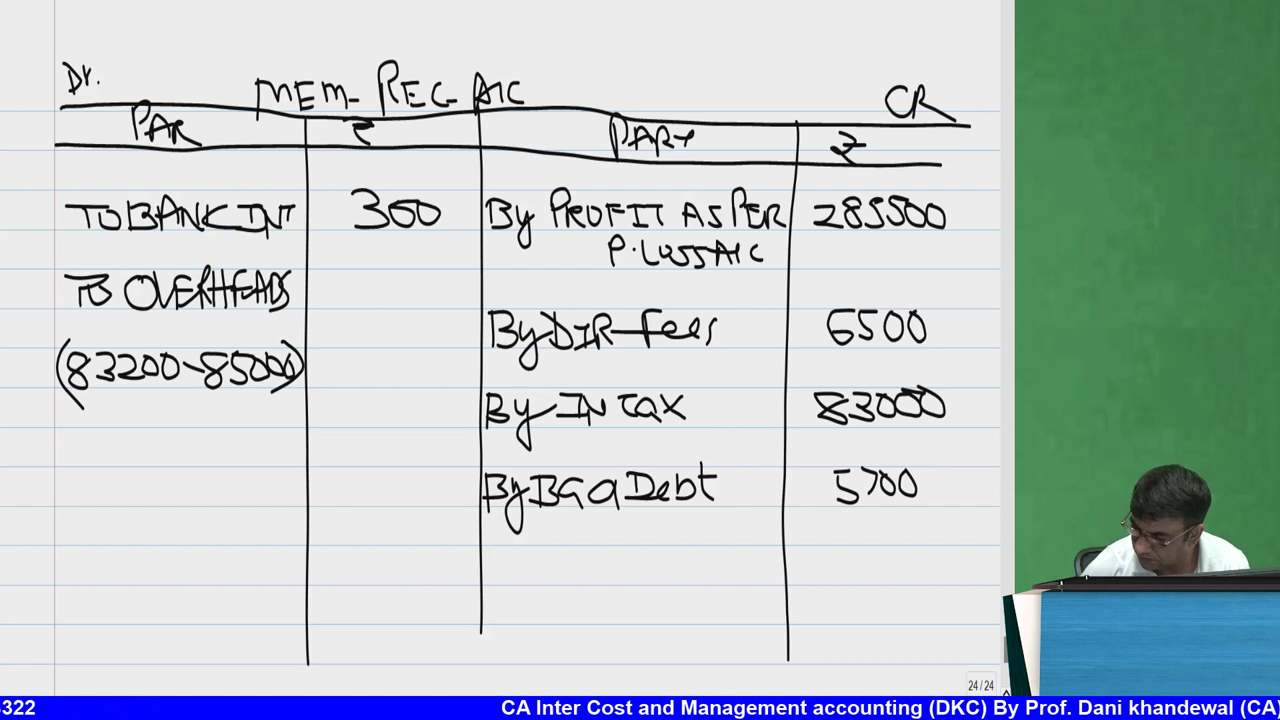 Dr.
MEM- REC- A/C
CR
PAR
₹
PART
₹
TO BANK INT
300
By PROFIT AS PER
285500
P. Loss A/C
TO OVERHEADS
By DIR-Fees
6500
(83200-85000)
By IN Tax
83000
By BaD Debt
5700
24/24
-322
CA Inter Cost and Management accounting (DKC) By Prof. Dani khandewal (CA)